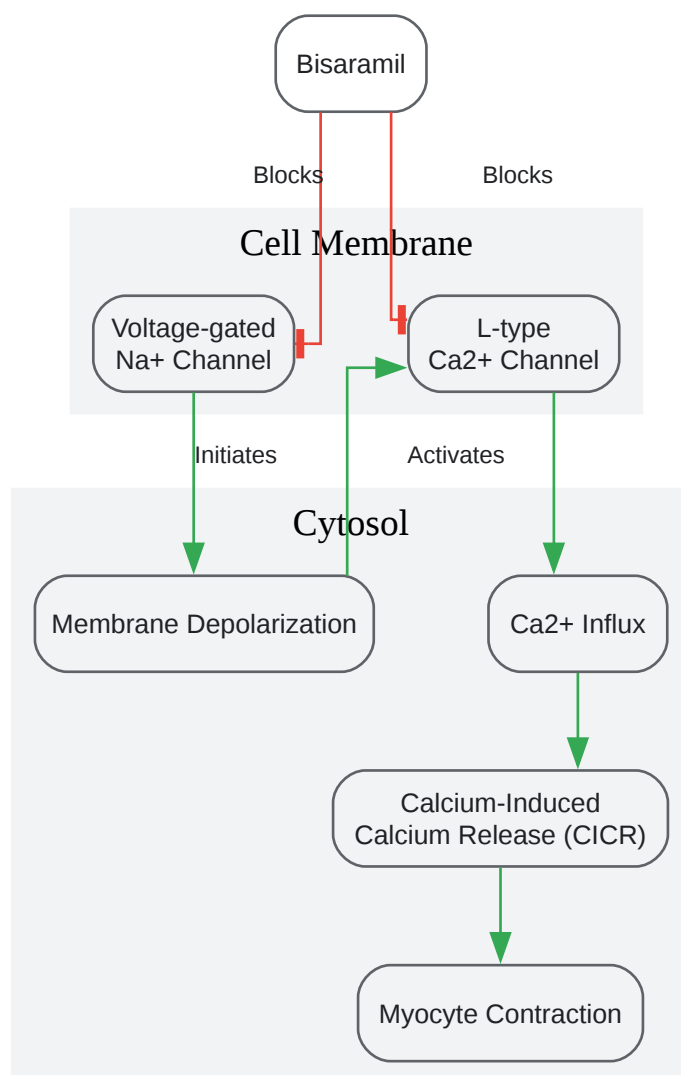 Bisaramil
Blocks
Blocks
Cell Membrane
Voltage-gated
Na+ Channel
L-type
Ca2+ Channel
Initiates
Activates
Cytosol
Membrane Depolarization
Ca2+ Influx
Calcium-Induced
Calcium Release (CICR)
Myocyte Contraction